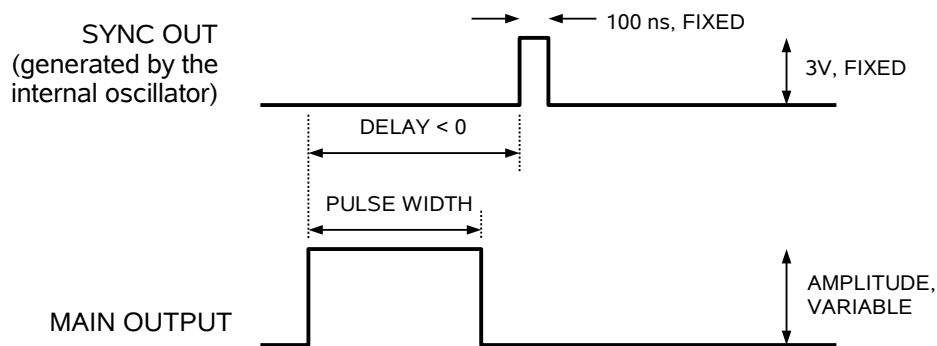 SYNC OUT
(generated by the
internal oscillator)
100 ns, FIXED
3V, FIXED
DELAY < 0
PULSE WIDTH
MAIN OUTPUT
AMPLITUDE,
VARIABLE